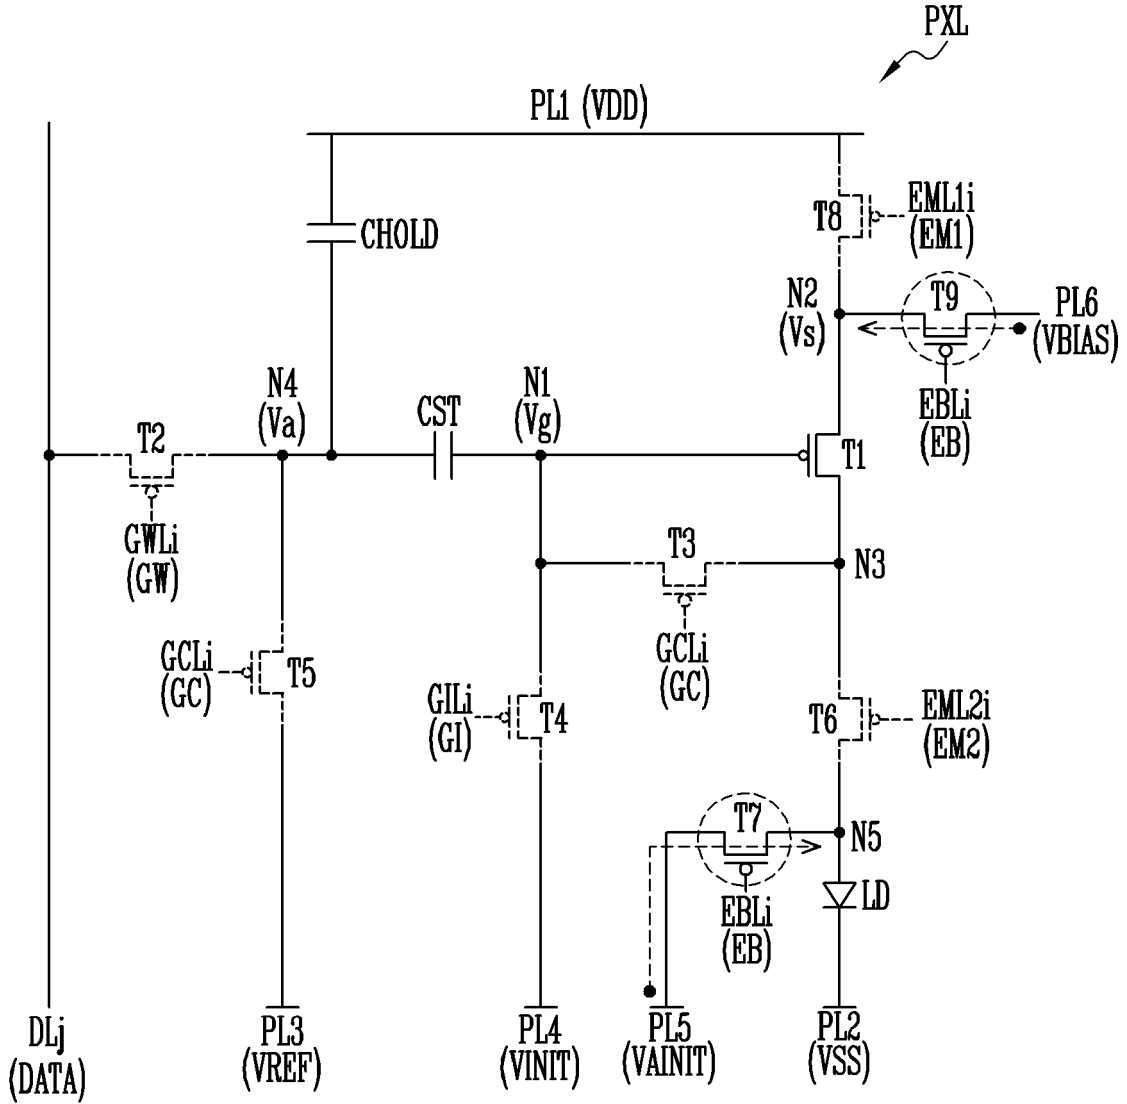 PXL
PL1 (VDD)
T8
EML1i
(EM1)
CHOLD
N2
(Vs)
T9
PL6
(VBIAS)
EBLi
(EB)
N4
(Va)
CST
N1
(Vg)
T2
T1
GWLi
(GW)
T3
N3
GCLi
(GC)
T5
GCLi
(GC)
GILi
(GI)
T4
T6
EML2i
(EM2)
T7
N5
EBLi
(EB)
LD
DLj
(DATA)
PL3
(VREF)
PL4
(VINIT)
PL5
(VAINIT)
PL2
(VSS)